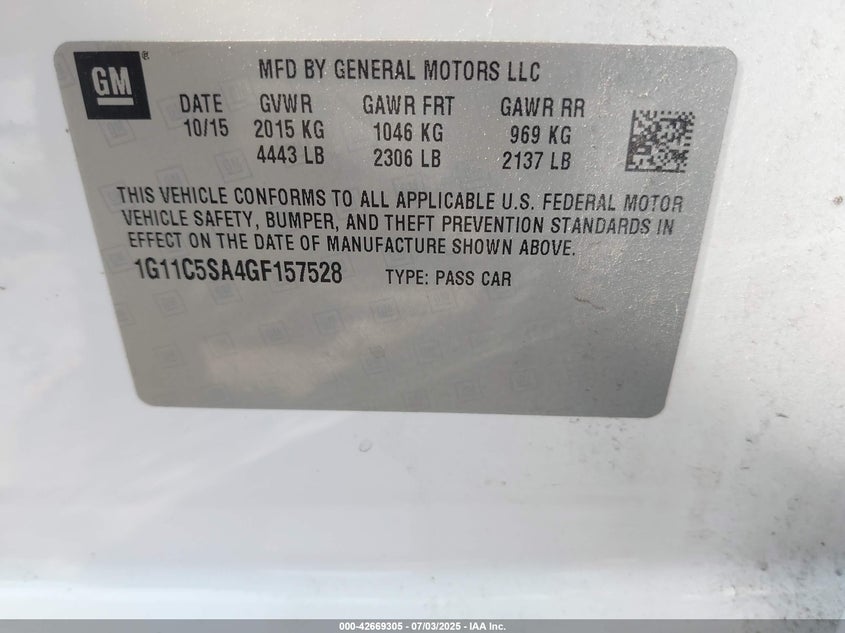 GM ®
MFD BY GENERAL MOTORS LLC
DATE GVWR GAWR FRT GAWR RR
10/15 2015 KG 1046 KG 969 KG
4443 LB 2306 LB 2137 LB
THIS VEHICLE CONFORMS TO ALL APPLICABLE U.S. FEDERAL MOTOR
VEHICLE SAFETY, BUMPER, AND THEFT PREVENTION STANDARDS IN
EFFECT ON THE DATE OF MANUFACTURE SHOWN ABOVE.
1G11C5SA4GF157528 TYPE: PASS CAR
000-42669305 - 07/03/2025 - IAA Inc.